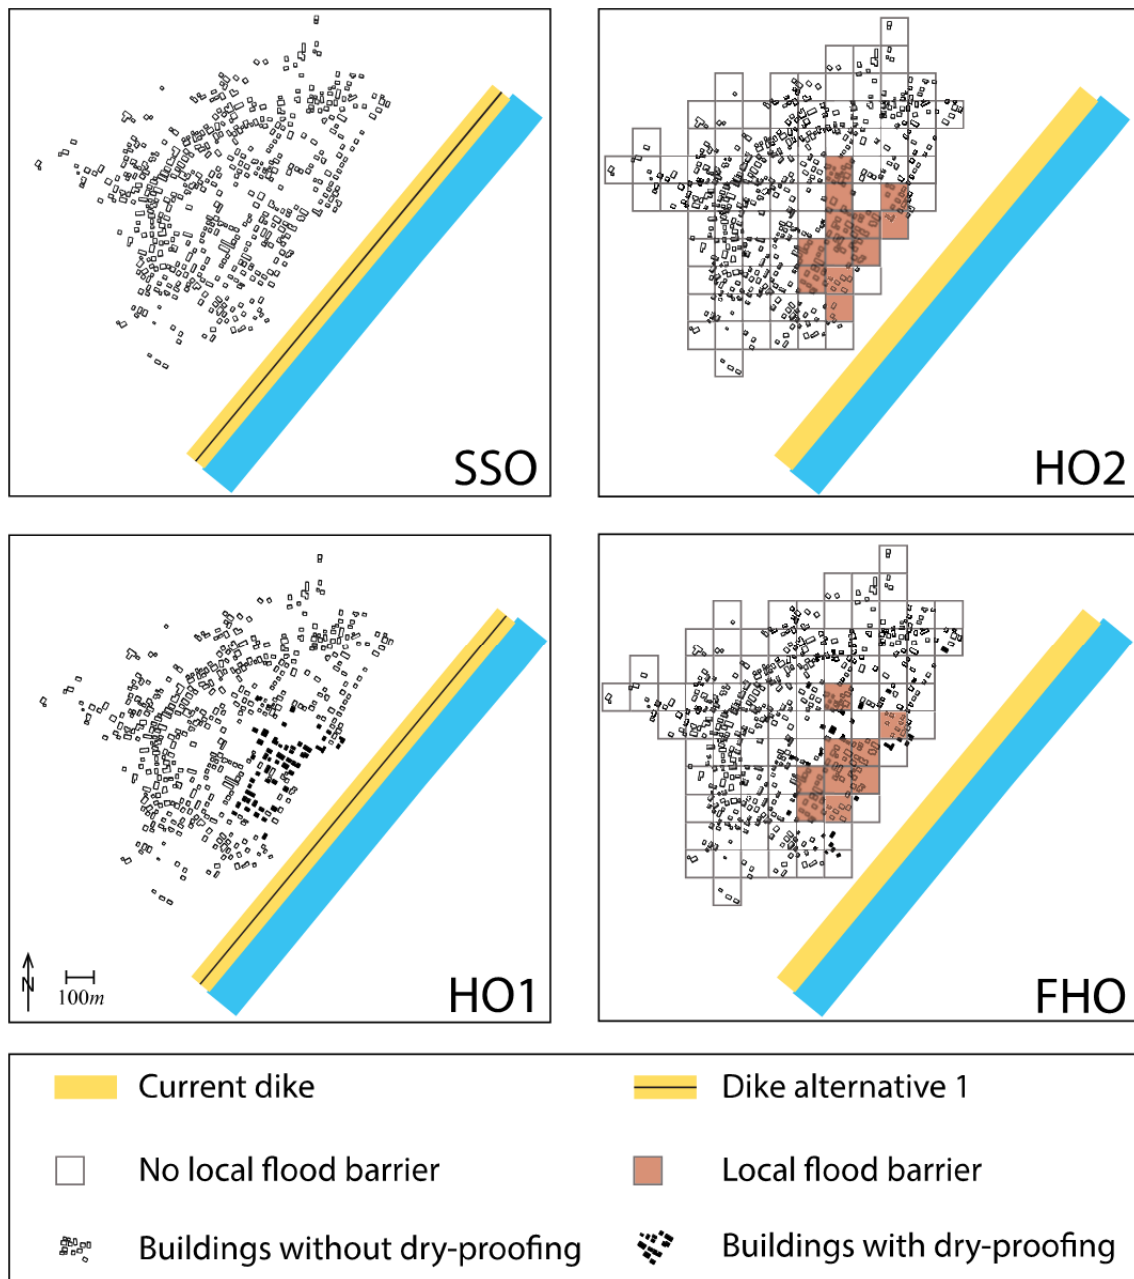 SSO
HO2
N
100m
HO1
FHO
Current dike
Dike alternative 1
No local flood barrier
Local flood barrier
Buildings without dry-proofing
Buildings with dry-proofing